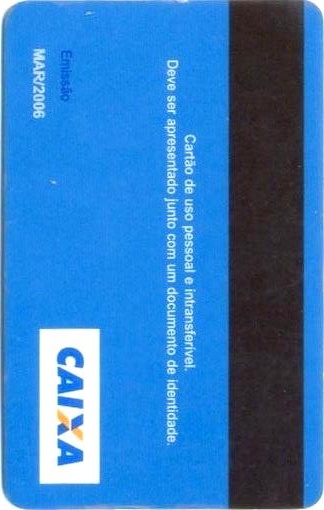 Cartão de uso pessoal e intransferível.
Deve ser apresentado junto com um documento de identidade.
Emissão
MAR/2006
CAIXA